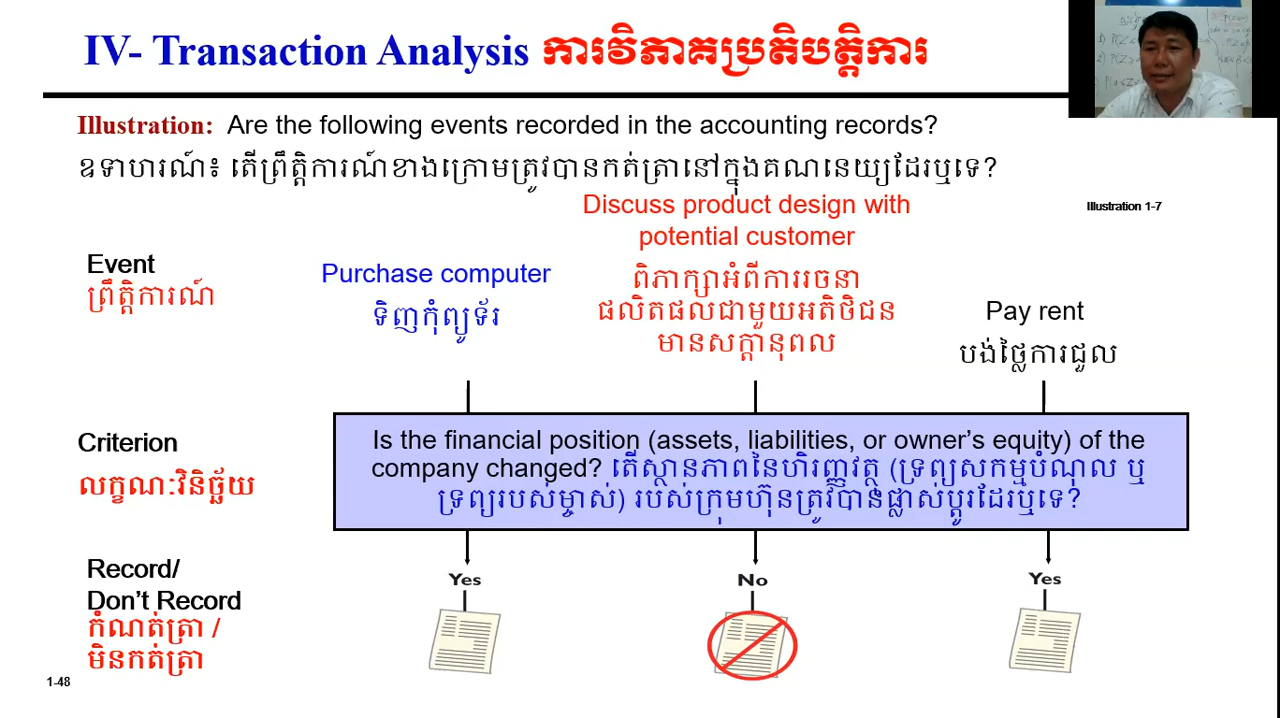 IV- Transaction Analysis ការវិភាគប្រតិបត្តិការ
Illustration: Are the following events recorded in the accounting records?
ឧទាហរណ៍៖ តើព្រឹត្តិការណ៍ខាងក្រោមត្រូវបានកត់ត្រានៅក្នុងគណនេយ្យដែរឬទេ?
Illustration 1-7
Event
ព្រឹត្តិការណ៍
Purchase computer
ទិញកុំព្យូទ័រ
Discuss product design with
potential customer
ពិភាក្សាអំពីការរចនា
ផលិតផលជាមួយអតិថិជន
មានសក្តានុពល
Pay rent
បង់ថ្លៃការជួល
Criterion
លក្ខណៈវិនិច្ឆ័យ
Is the financial position (assets, liabilities, or owner's equity) of the
company changed? តើស្ថានភាពនៃហិរញ្ញវត្ថុ (ទ្រព្យសកម្មបំណុល ឬ
ទ្រព្យរបស់ម្ចាស់) របស់ក្រុមហ៊ុនត្រូវបានផ្លាស់ប្តូរដែរឬទេ?
Record/
Don't Record
កំណត់ត្រា /
មិនកត់ត្រា
Yes
No
Yes
1-48